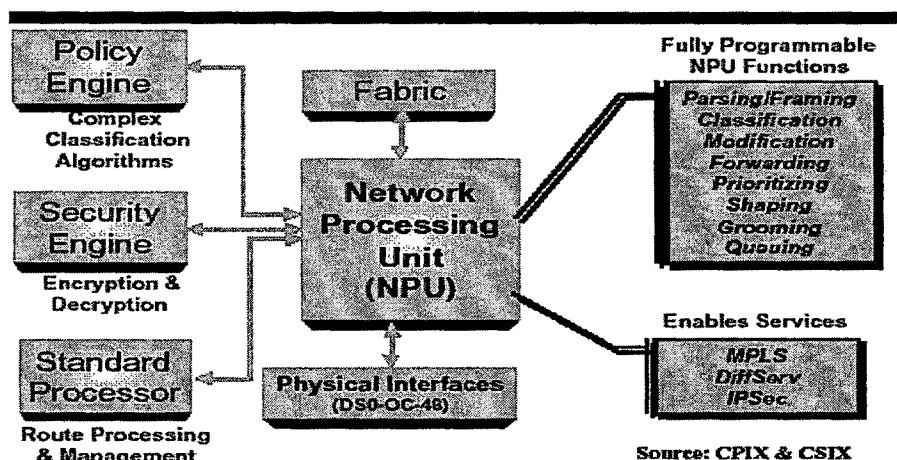 Policy
Engine
Complex
Classification
Algorithms
Security
Engine
Encryption &
Decryption
Standard
Processor
Route Processing
& Management
Fabric
Network
Processing
Unit
(NPU)
Physical Interfaces
(DS0-OC-48)
Fully Programmable
NPU Functions
Parsing/Framing
Classification
Modification
Forwarding
Prioritizing
Shaping
Grooming
Queuing
Enables Services
MPLS
DiffServ
IPSec
Source: CPIX & CSIX